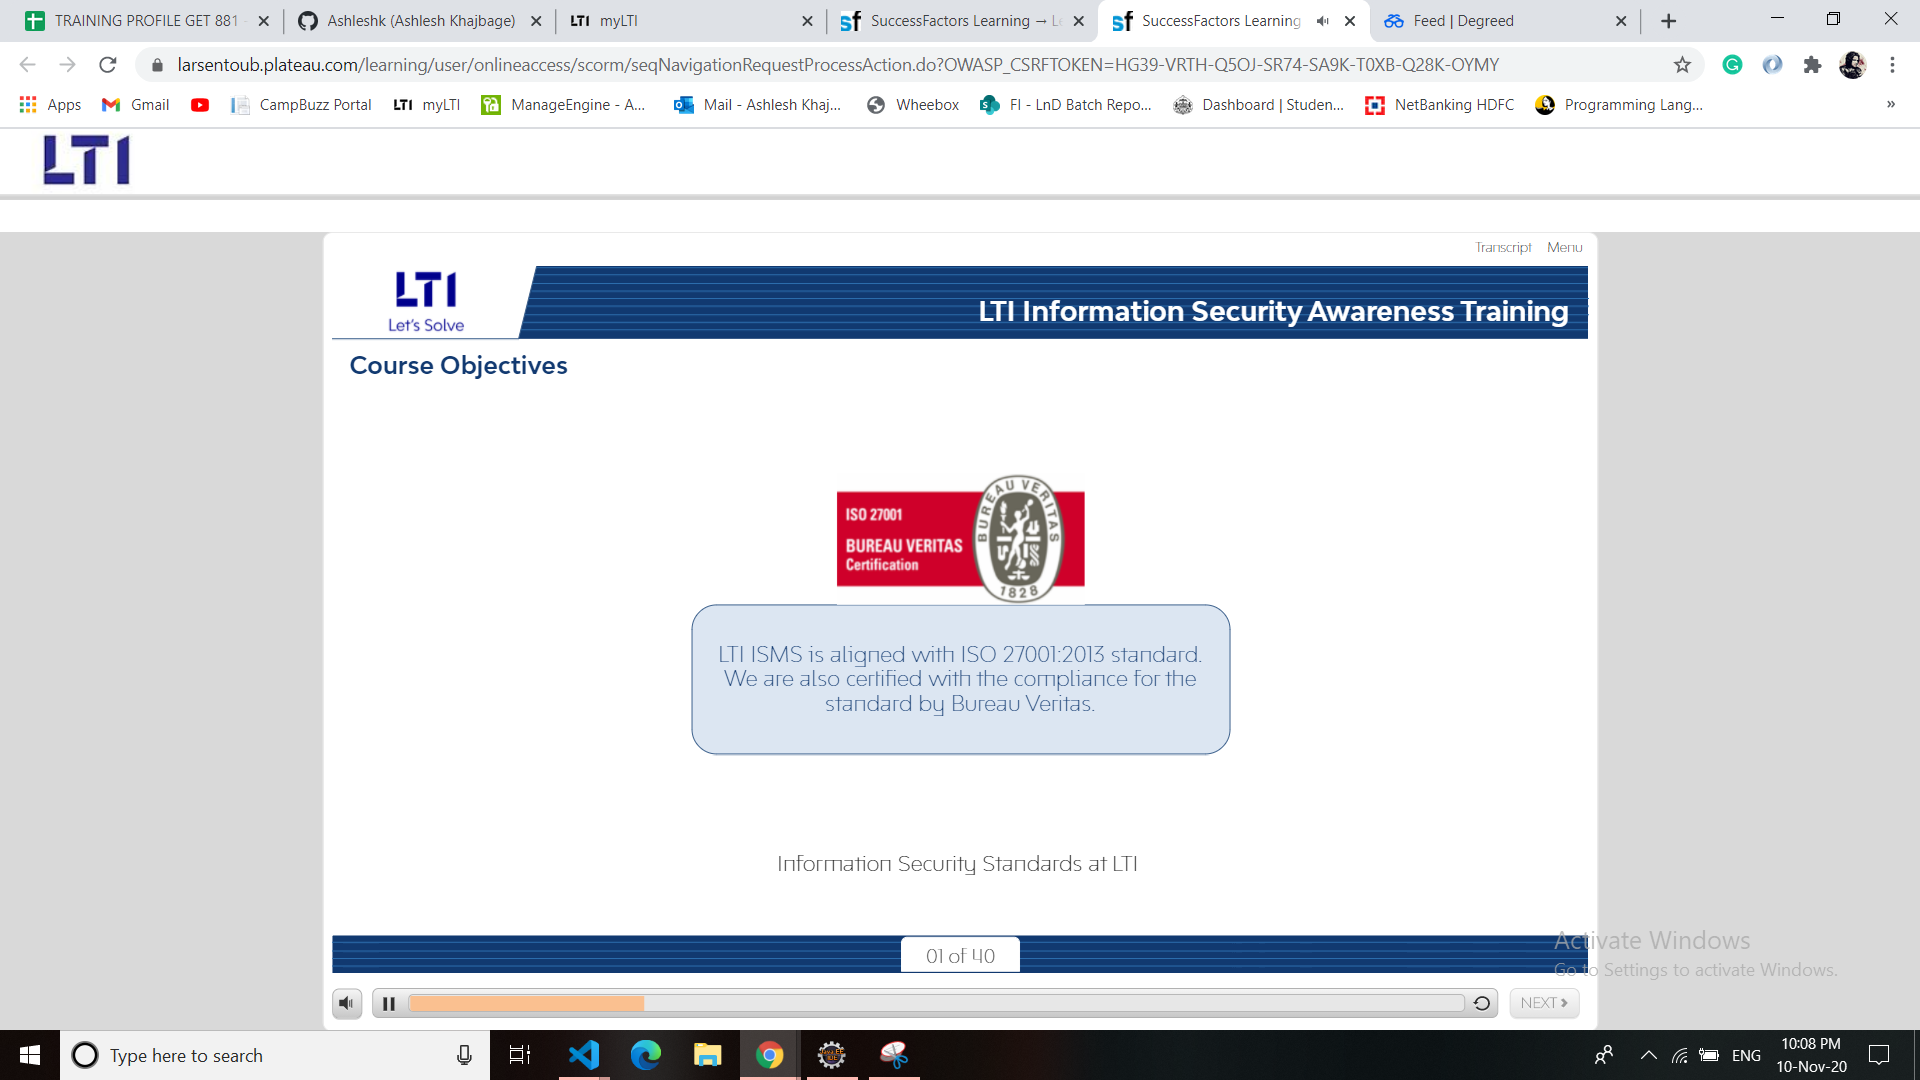 TRAINING PROFILE GET 881
Ashleshk (Ashlesh Khajbage)
LTI myLTI
SuccessFactors Learning → L
SuccessFactors Learning
Feed | Degreed
larsentoub.plateau.com/learning/user/onlineaccess/scorm/seqNavigationRequestProcessAction.do?OWASP_CSRFTOKEN=HG39-VRTH-Q5OJ-SR74-SA9K-T0XB-Q28K-OYMY
Apps
Gmail
CampBuzz Portal
LTI myLTI
ManageEngine - A...
Mail - Ashlesh Khaj...
Wheebox
FI - LnD Batch Repo...
Dashboard | Studen...
NetBanking HDFC
Programming Lang...
»
LTI
Transcript Menu
LTI
Let's Solve
LTI Information Security Awareness Training
Course Objectives
ISO 27001
BUREAU VERITAS
Certification
BUREAU VERITAS
1828
LTI ISMS is aligned with ISO 27001:2013 standard.
We are also certified with the compliance for the
standard by Bureau Veritas.
Information Security Standards at LTI
01 of 40
Activate Windows
Go to Settings to activate Windows.
NEXT
Type here to search
ENG
10:08 PM
10-Nov-20